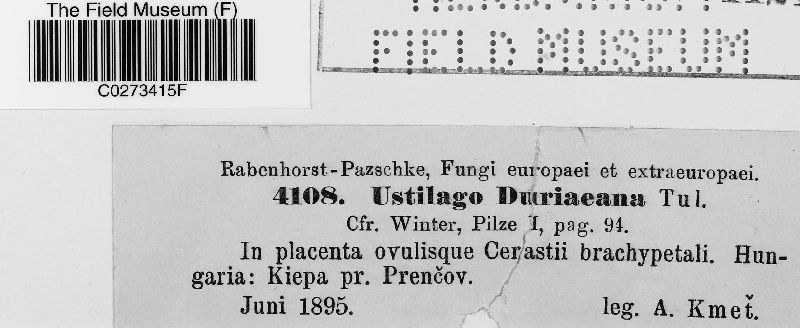 The Field Museum (F)
C0273415F
FIELD MUSEUM
Rabenhorst-Pazschke, Fungi europaei et extraeuropaei.
4108. Ustilago Duriaeana Tul.
Cfr. Winter, Pilze I, pag. 94.
In placenta ovulisque Cerastii brachypetali. Hun-
garia: Kiepa pr. Prenčov.
Juni 1895. leg. A. Kmeť.